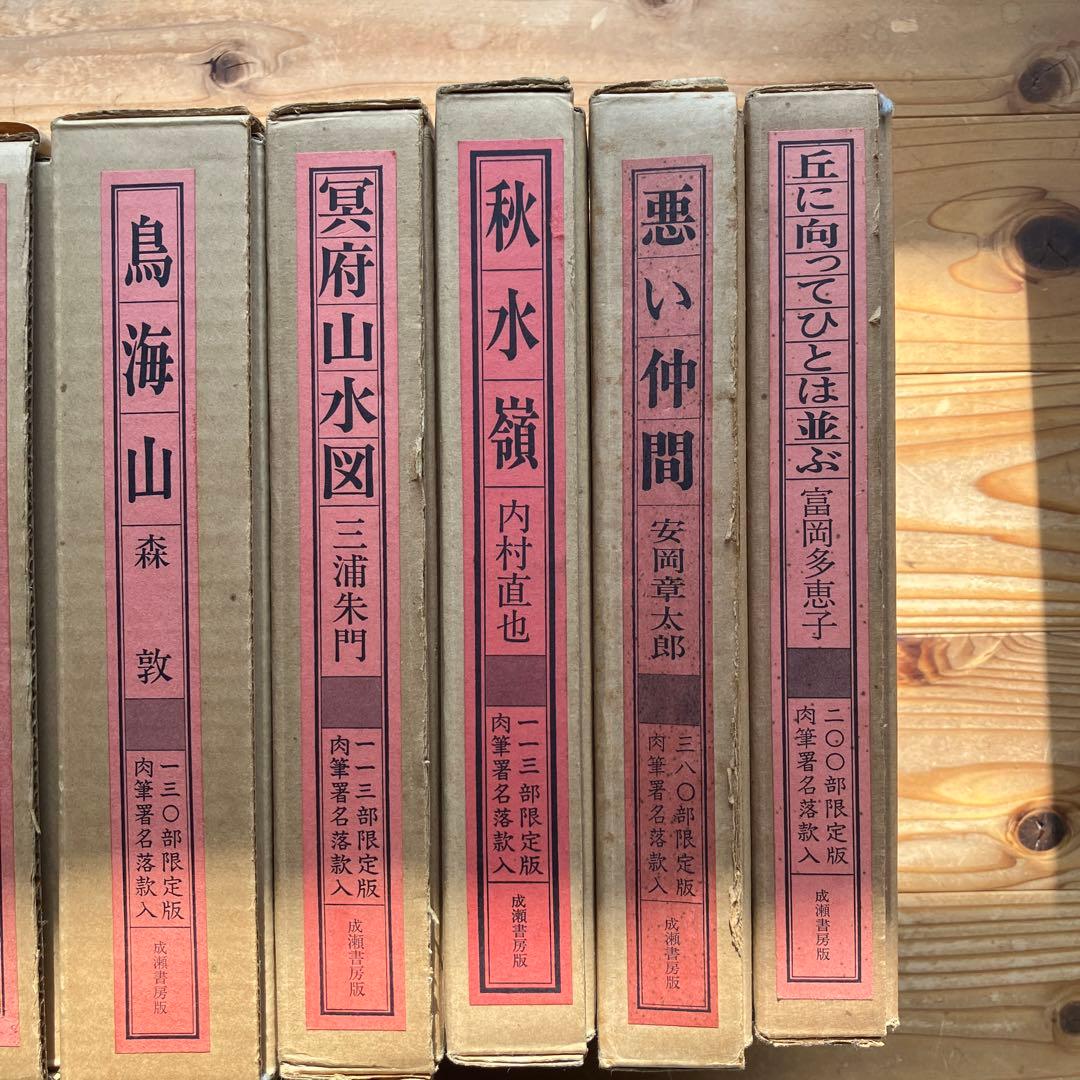 鳥海山
森敦
一三〇部限定版
肉筆署名落款入
成瀬書房版
冥府山水図
三浦朱門
一一三部限定版
肉筆署名落款入
成瀬書房版
秋水嶺
内村直也
一一三部限定版
肉筆署名落款入
成瀬書房版
悪い仲間
安岡章太郎
三八〇部限定版
肉筆署名落款入
成瀬書房版
丘に向ってひとは並ぶ
富岡多恵子
二〇〇部限定版
肉筆署名落款入
成瀬書房版